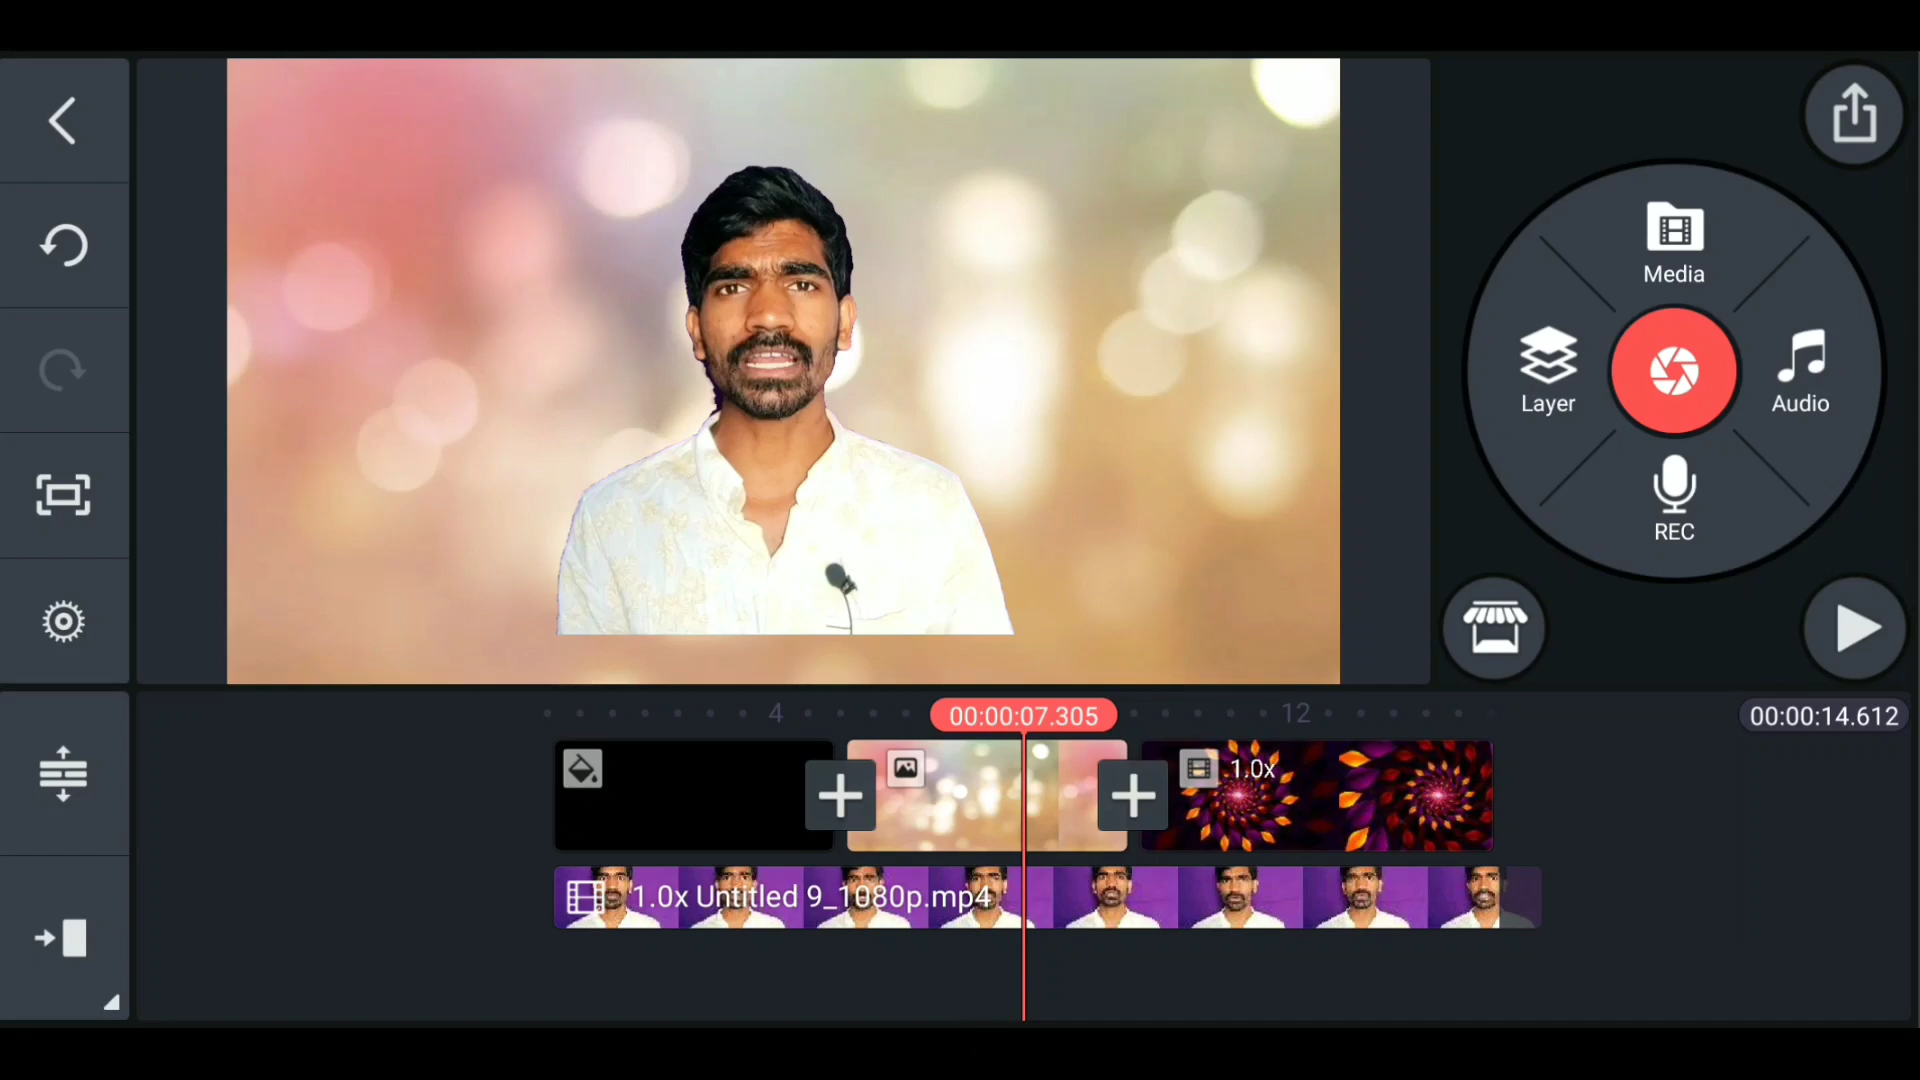 Media
Layer
Audio
REC
4
00:00:07.305
12
00:00:14.612
1.0x
1.0x Untitled 9_1080p.mp4